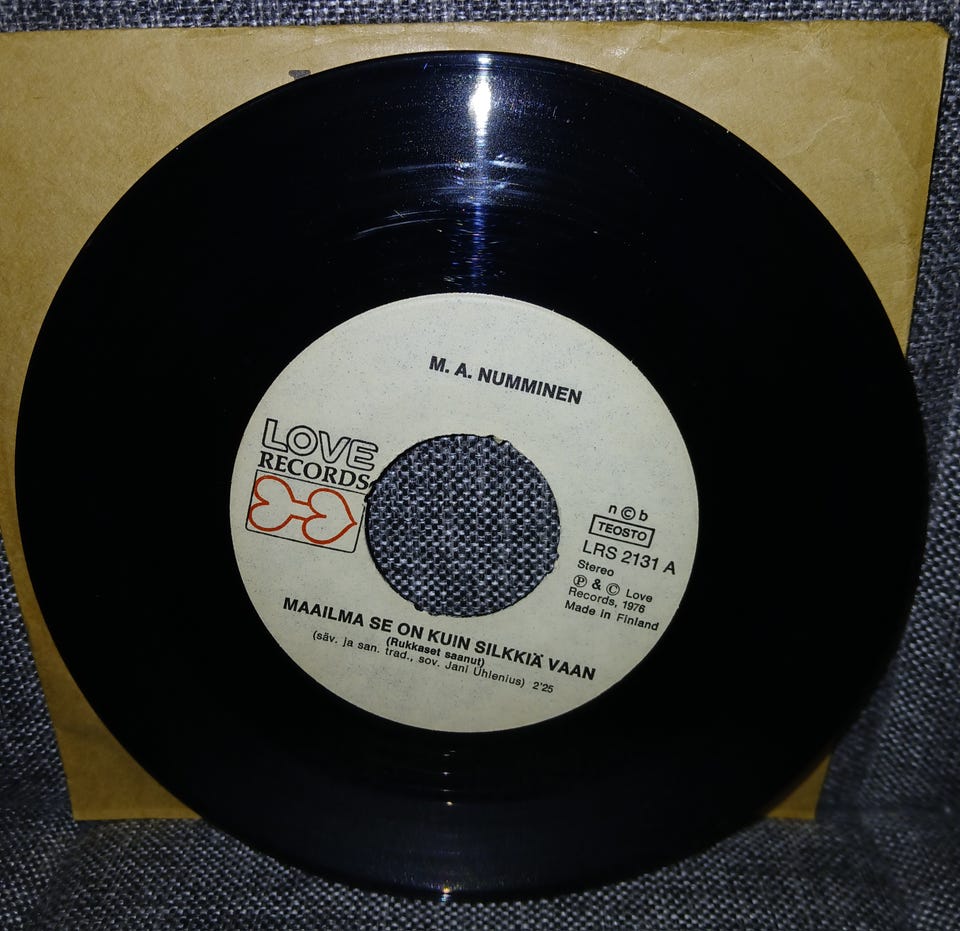 M. A. NUMMINEN
LOVE
RECORDS
n © b
TEOSTO
LRS 2131 A
Stereo
℗ & © Love
Records, 1976
Made in Finland
MAAILMA SE ON KUIN SILKKIÄ VAAN
(Rukkaset saanut)
(säv. ja san. trad., sov. Jani Uhlenius) 2'25